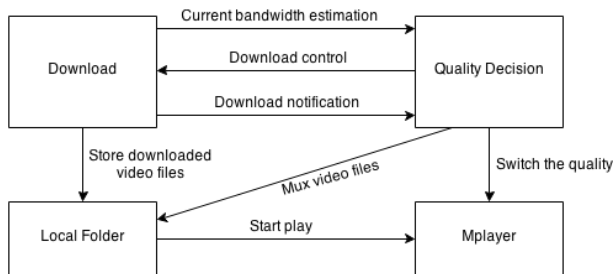 Current bandwidth estimation
Download
Download control
Quality Decision
Download notification
Store downloaded
video files
Mux video files
Switch the quality
Local Folder
Start play
Mplayer